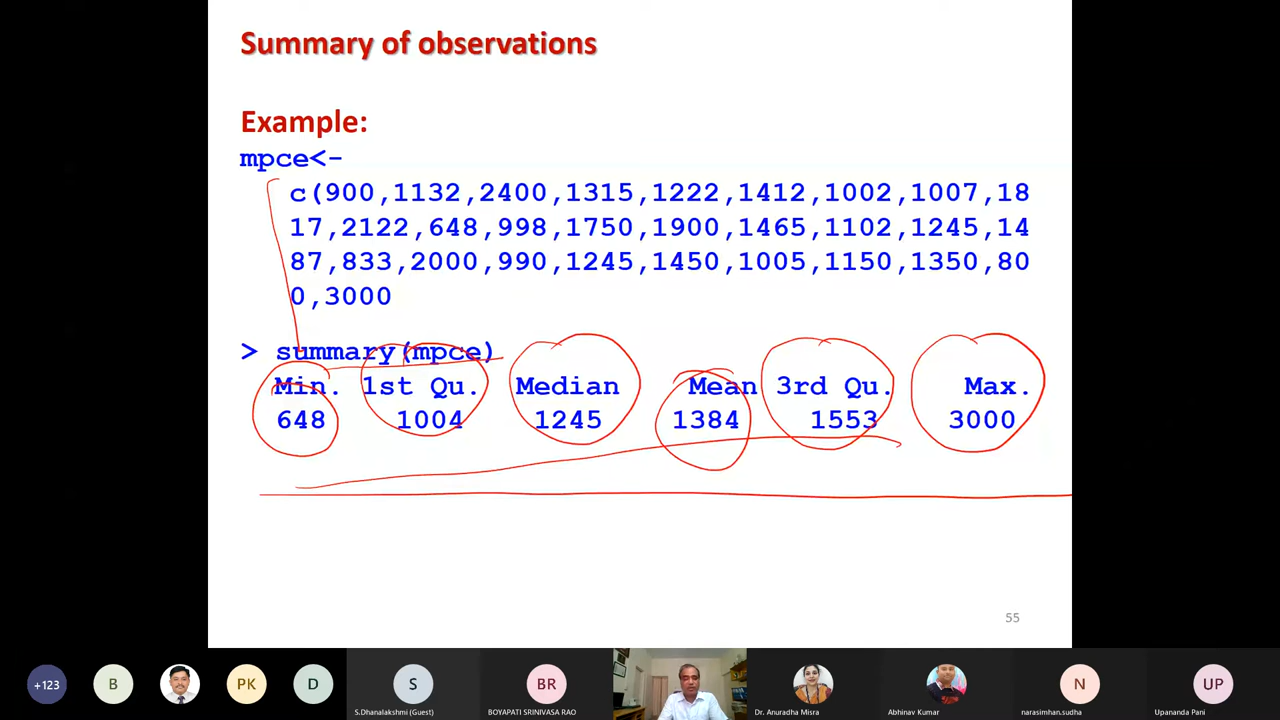 Summary of observations
Example:
mpce<-
c(900,1132,2400,1315,1222,1412,1002,1007,18
17,2122,648,998,1750,1900,1465,1102,1245,14
87,833,2000,990,1245,1450,1005,1150,1350,80
0,3000
> summary(mpce)
Min. 1st Qu. Median Mean 3rd Qu. Max.
648 1004 1245 1384 1553 3000
55
+123 B PK D S BR N UP
S.Dhanalakshmi (Guest) BOYAPATI SRINIVASA RAO Dr. Anuradha Misra Abhinav Kumar narasimhan.sudha Upananda Pani